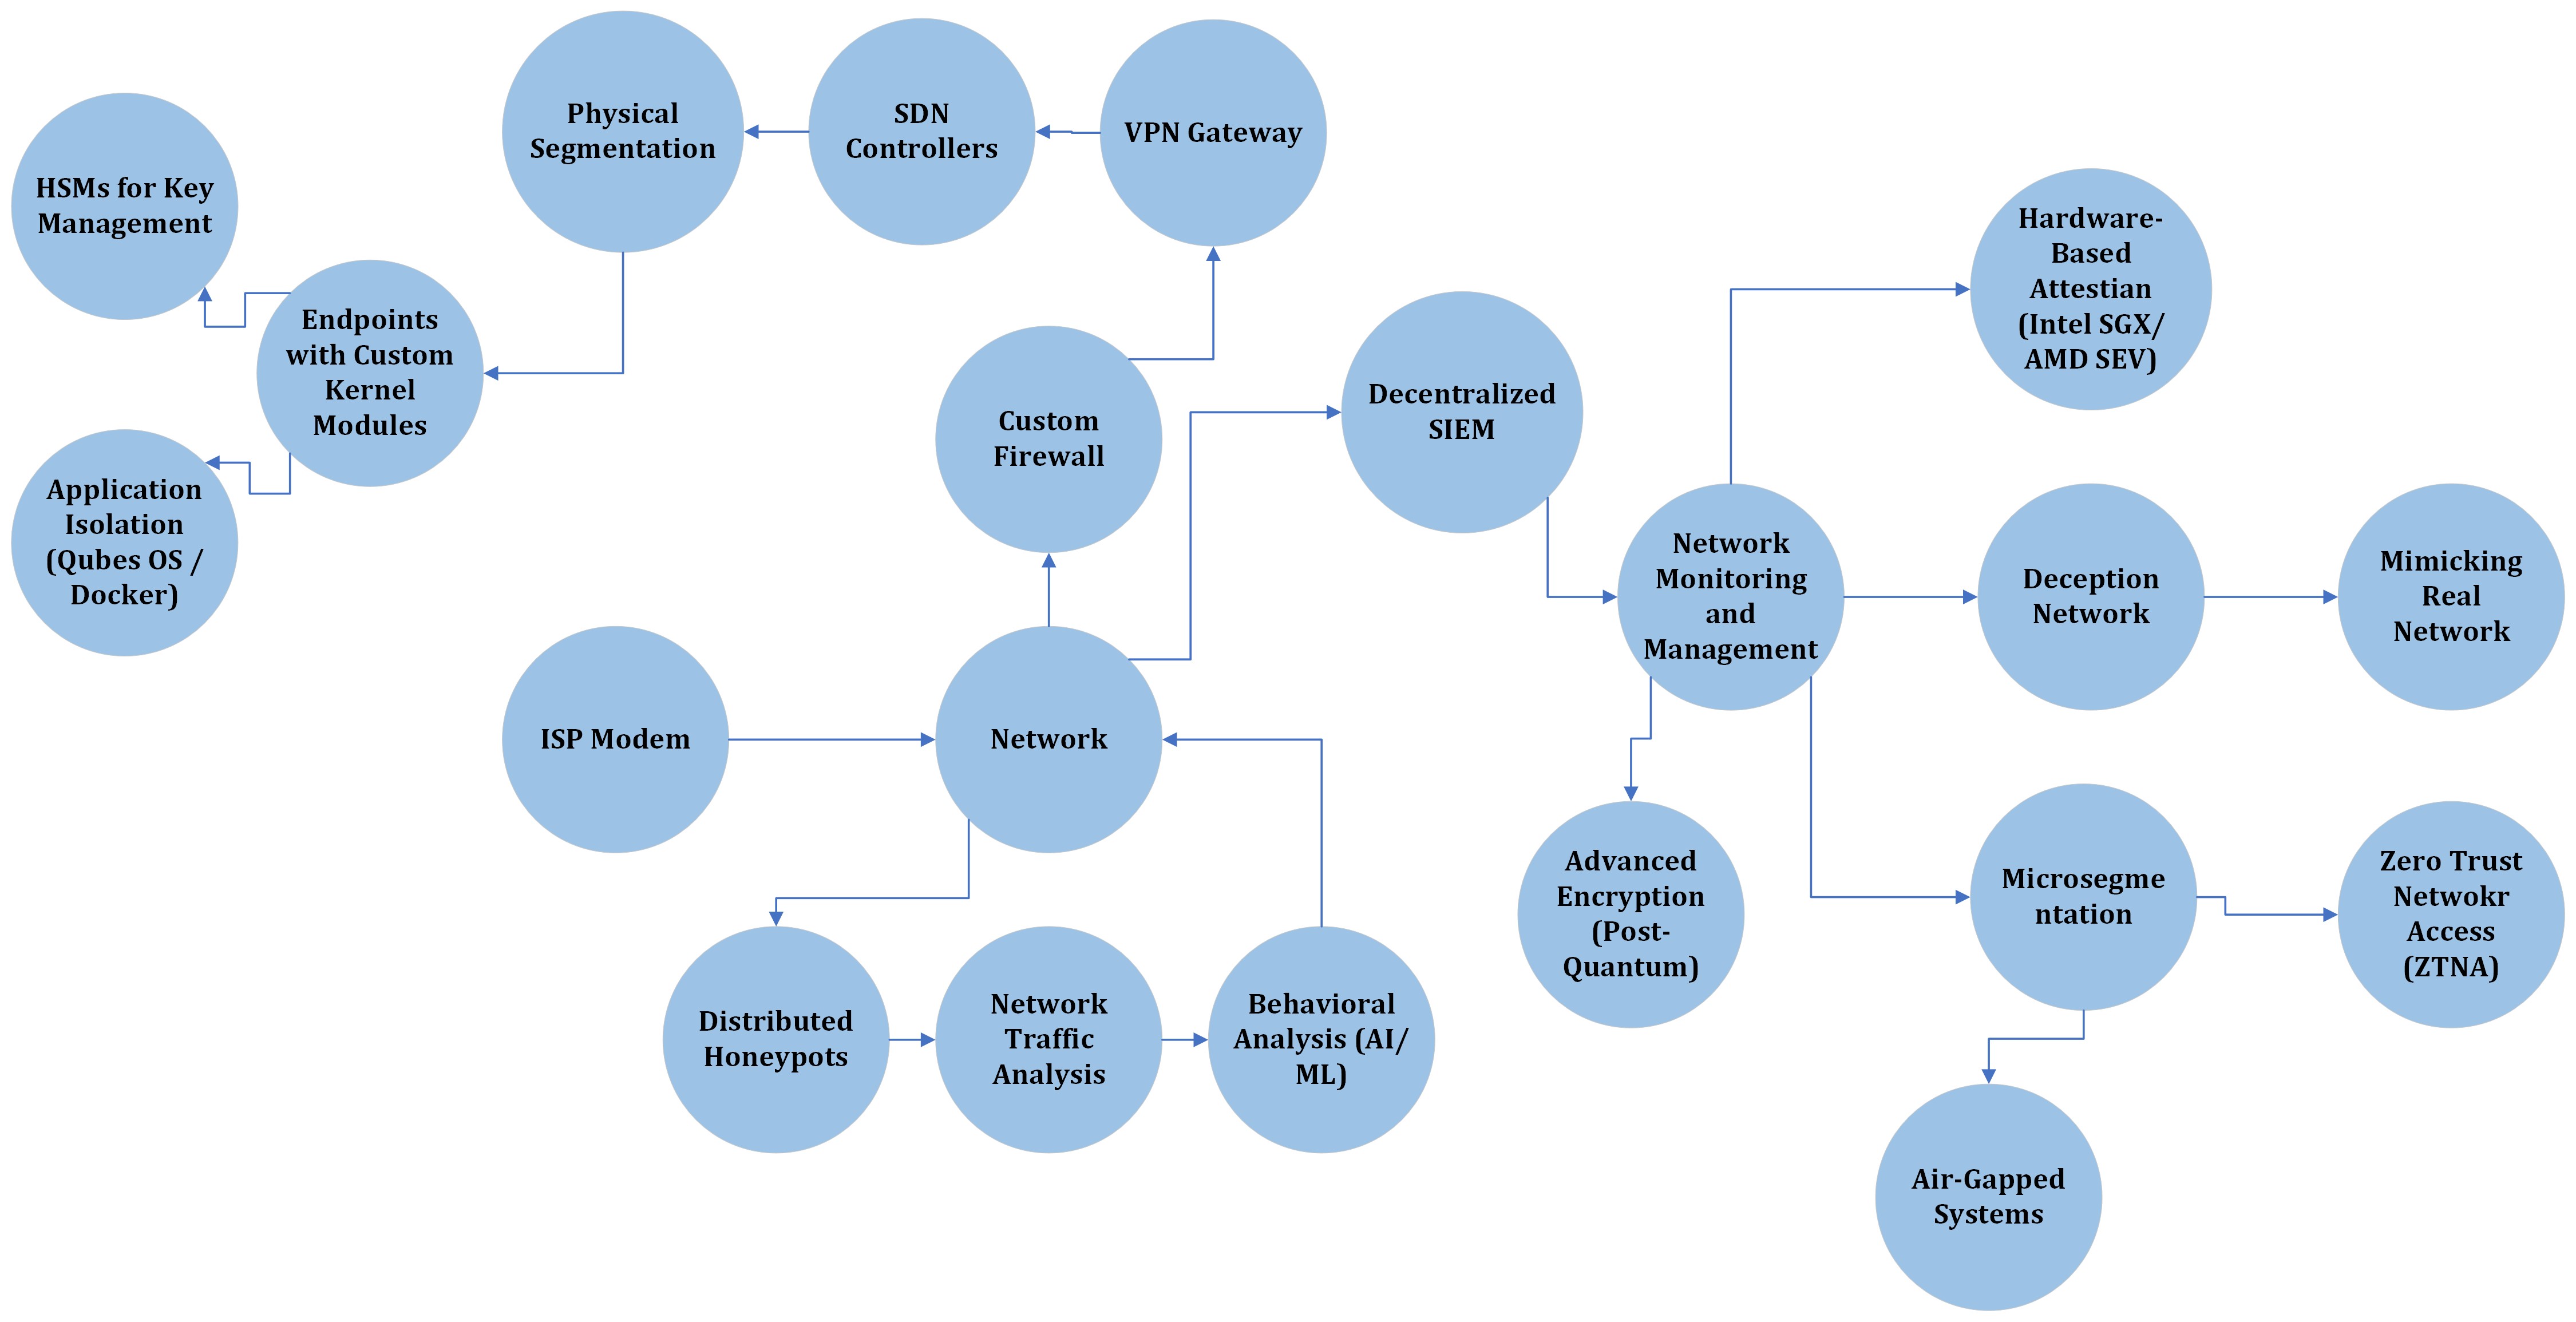 Physical
Segmentation
SDN
Controllers
VPN Gateway
HSMs for Key
Management
Endpoints
with Custom
Kernel
Modules
Application
Isolation
(Qubes OS /
Docker)
Custom
Firewall
Decentralized
SIEM
Hardware-
Based
Attestian
(Intel SGX/
AMD SEV)
Network
Monitoring
and
Management
Deception
Network
Mimicking
Real
Network
ISP Modem
Network
Advanced
Encryption
(Post-
Quantum)
Microsegme
ntation
Zero Trust
Netwokr
Access
(ZTNA)
Distributed
Honeypots
Network
Traffic
Analysis
Behavioral
Analysis (AI/
ML)
Air-Gapped
Systems